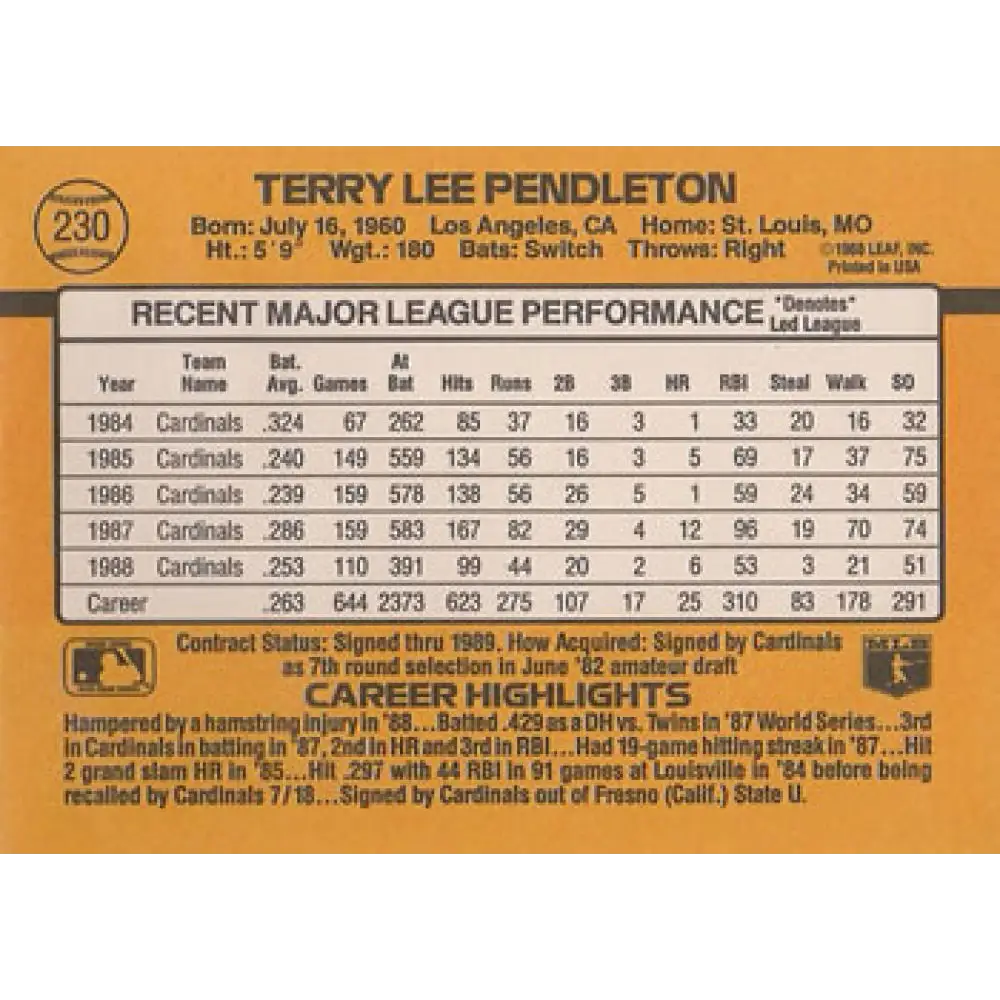 TERRY LEE PENDLETON
230
Born: July 16, 1960 Los Angeles, CA Home: St. Louis, MO
Ht.: 5'9" Wgt.: 180 Bats: Switch Throws: Right ©1988 LEAF, INC.
Printed in USA
RECENT MAJOR LEAGUE PERFORMANCE "Denotes"
Led League
Team Bat. At
Year Name Avg. Games Bat Hits Runs 2B 3B HR RBI Steal Walk SO
1984 Cardinals .324 67 262 85 37 16 3 1 33 20 16 32
1985 Cardinals .240 149 559 134 56 16 3 5 69 17 37 75
1986 Cardinals .239 159 578 138 56 26 5 1 59 24 34 59
1987 Cardinals .286 159 583 167 82 29 4 12 96 19 70 74
1988 Cardinals .253 110 391 99 44 20 2 6 53 3 21 51
Career .263 644 2373 623 275 107 17 25 310 83 178 291
Contract Status: Signed thru 1989. How Acquired: Signed by Cardinals
as 7th round selection in June '82 amateur draft
CAREER HIGHLIGHTS
Hampered by a hamstring injury in '88...Batted .429 as a DH vs. Twins in '87 World Series...3rd
in Cardinals in batting in '87, 2nd in HR and 3rd in RBI...Had 19-game hitting streak in '87...Hit
2 grand slam HR in '85...Hit .297 with 44 RBI in 91 games at Louisville in '84 before being
recalled by Cardinals 7/18...Signed by Cardinals out of Fresno (Calif.) State U.